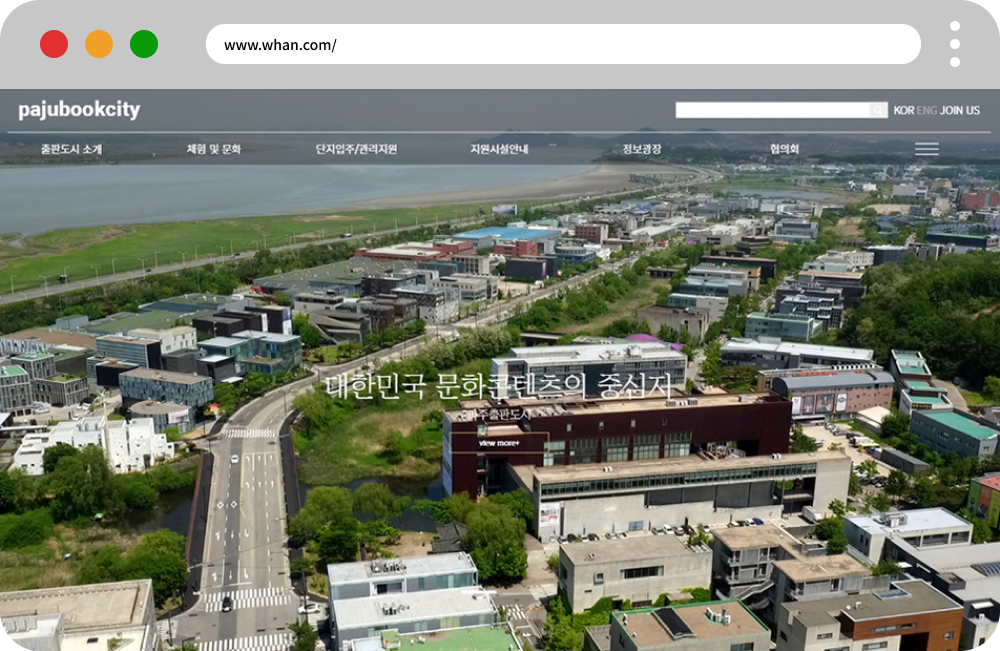 www.whan.com/
pajubookcity
KOR ENG JOIN US
출판도시 소개 체험 및 문화 단지입주/관리지원 지원시설안내 정보광장 협의회
대한민국 문화콘텐츠의 중심지
파주출판도시
view more+